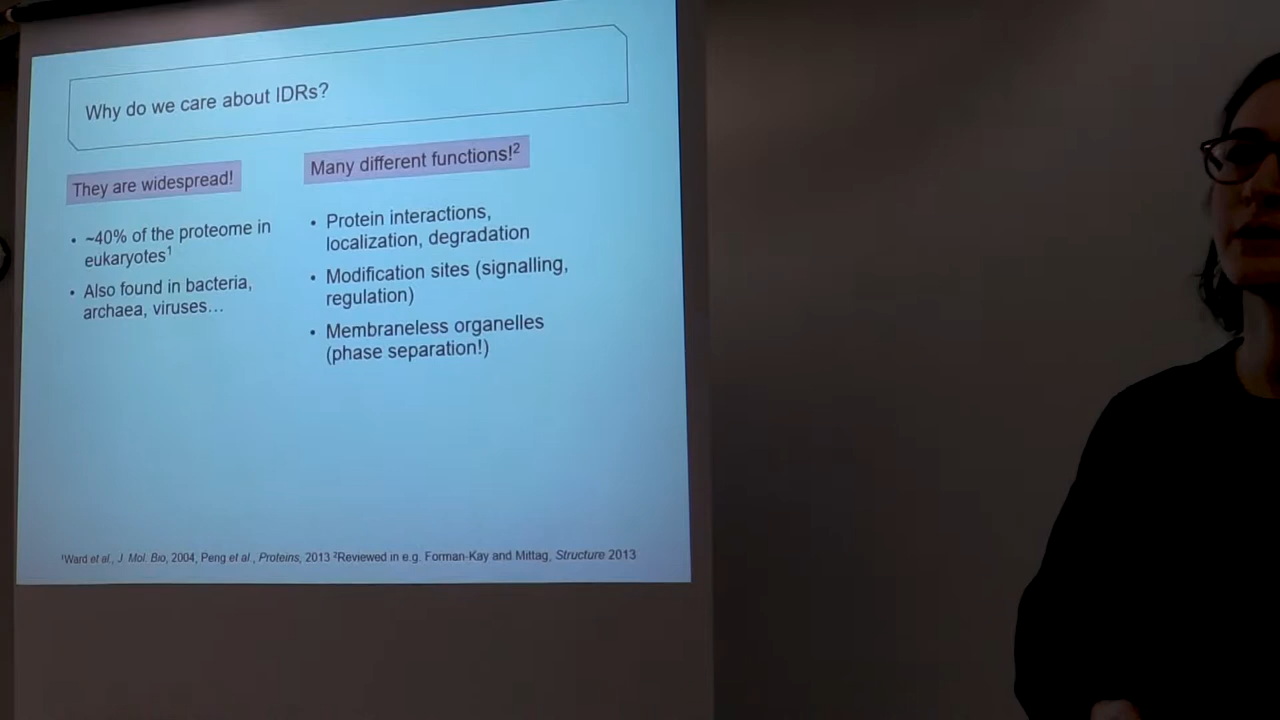 Why do we care about IDRs?
They are widespread!
• ~40% of the proteome in
eukaryotes¹
• Also found in bacteria,
archaea, viruses…
Many different functions!²
• Protein interactions,
localization, degradation
• Modification sites (signalling,
regulation)
• Membraneless organelles
(phase separation!)
¹Ward et al., J. Mol. Bio, 2004, Peng et al., Proteins, 2013 ²Reviewed in e.g. Forman-Kay and Mittag, Structure 2013